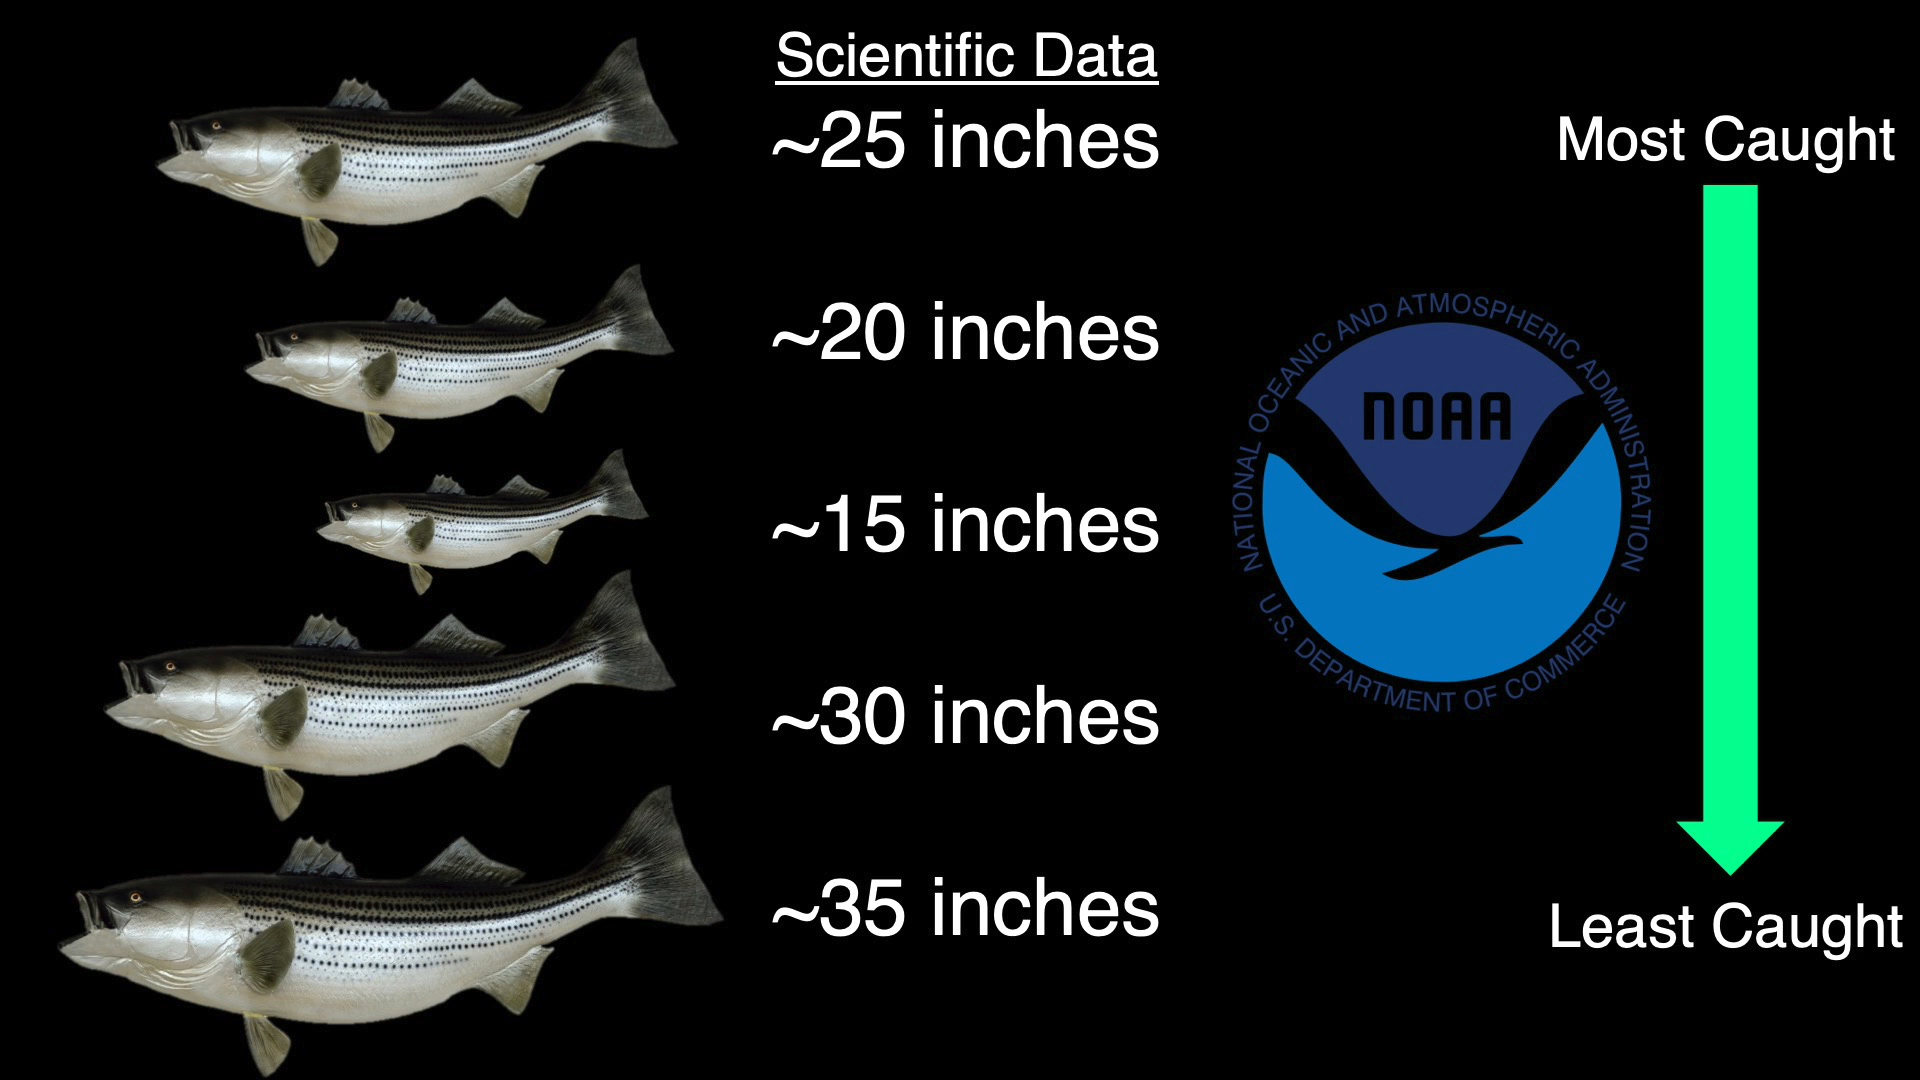 Scientific Data
~25 inches
Most Caught
~20 inches
NATIONAL OCEANIC AND ATMOSPHERIC ADMINISTRATION
NOAA
~15 inches
U.S. DEPARTMENT OF COMMERCE
~30 inches
~35 inches
Least Caught